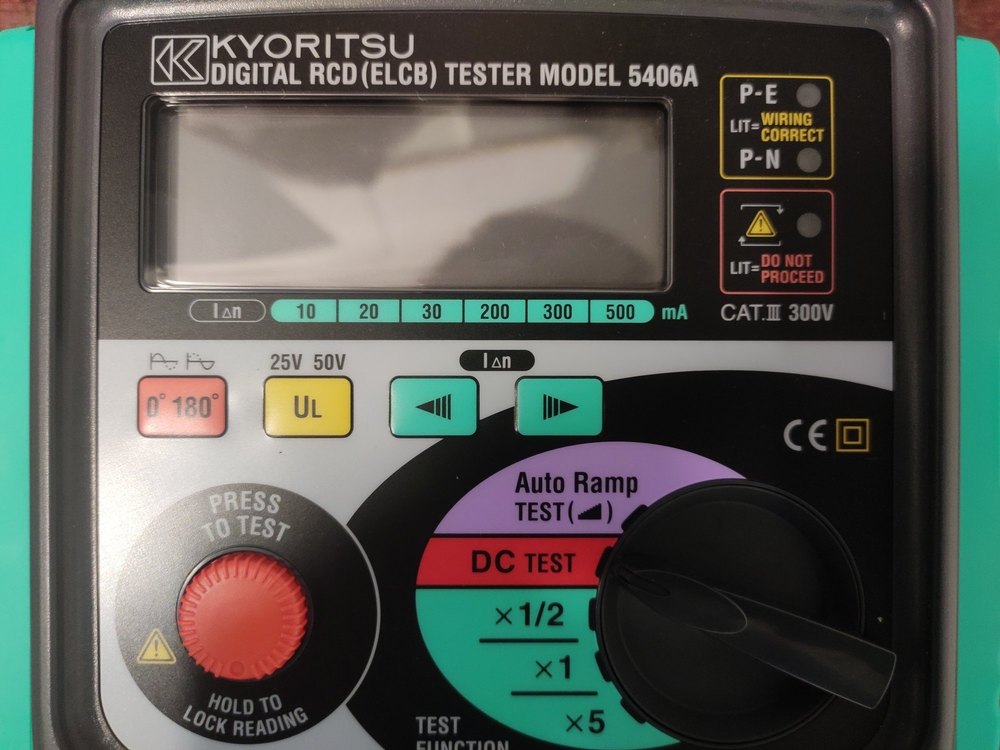 KYORITSU
DIGITAL RCD (ELCB) TESTER MODEL 5406A
P-E
LIT= WIRING CORRECT
P-N
LIT= DO NOT PROCEED
CAT.III 300V
I△n 10 20 30 200 300 500 mA
25V 50V
I△n
0° 180°
UL
CE
PRESS
TO TEST
HOLD TO
LOCK READING
Auto Ramp
TEST ( )
DC TEST
×1/2
×1
×5
TEST
FUNCTION